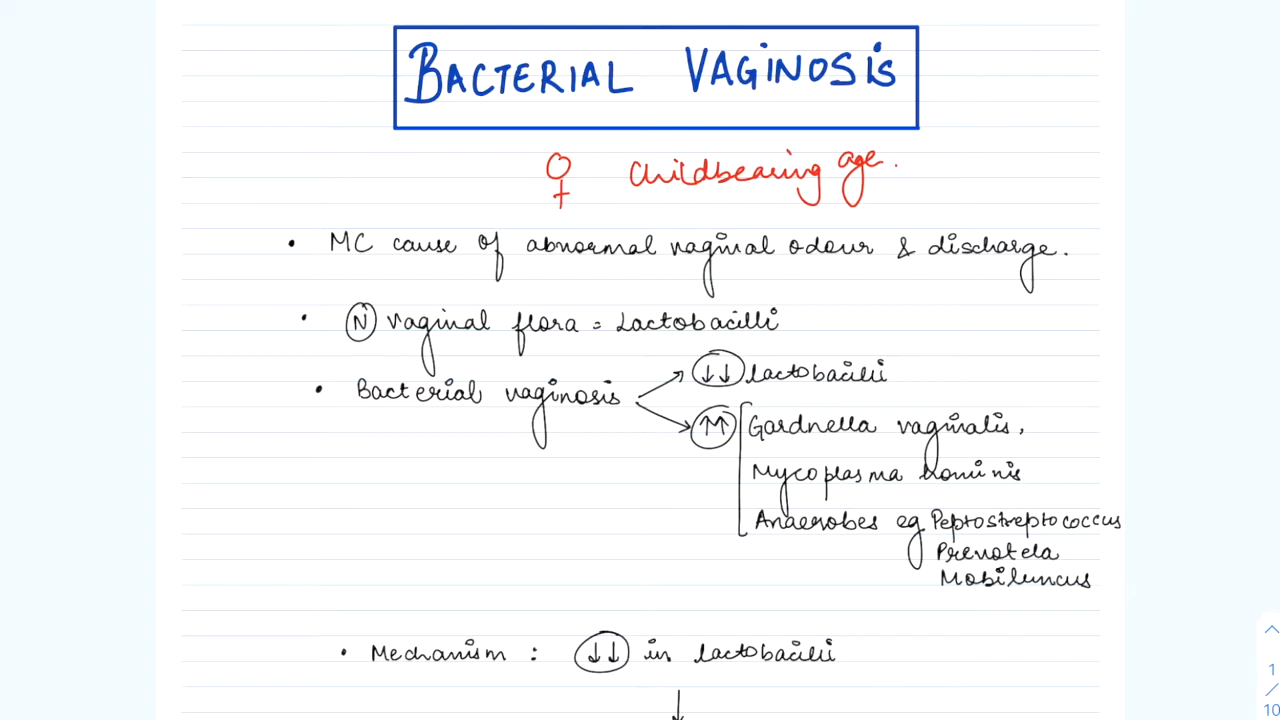 BACTERIAL VAGINOSIS
♀ Childbearing age.
• MC cause of abnormal vaginal odour & discharge.
• Ⓝ vaginal flora = Lactobacilli
• Bacterial vaginosis
↓↓ lactobacilli
↑↑ Gardnella vaginalis,
Mycoplasma hominis
Anaerobes eg Peptostreptococcus
Prevotela
Mobiluncus
• Mechanism : ↓↓ in lactobacilli
↓
1
/
10